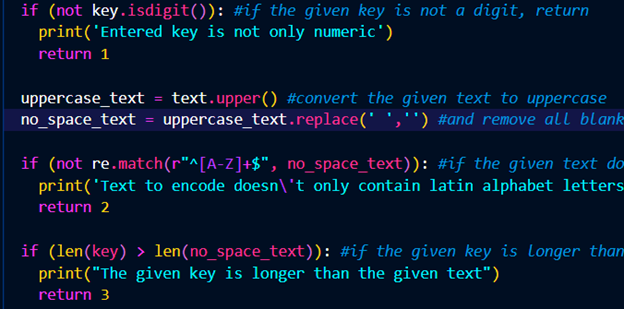 if (not key.isdigit()): #if the given key is not a digit, return
print('Entered key is not only numeric')
return 1
uppercase_text = text.upper() #convert the given text to uppercase
no_space_text = uppercase_text.replace(' ','') #and remove all blank
if (not re.match(r"^[A-Z]+$", no_space_text)): #if the given text do
print('Text to encode doesn\'t only contain latin alphabet letters
return 2
if (len(key) > len(no_space_text)): #if the given key is longer than
print("The given key is longer than the given text")
return 3